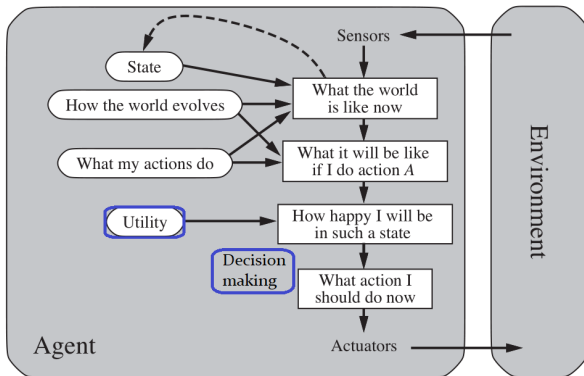 Sensors
State
What the world
is like now
How the world evolves
What my actions do
What it will be like
if I do action A
Utility
How happy I will be
in such a state
Decision
making
What action I
should do now
Agent
Actuators
Environment